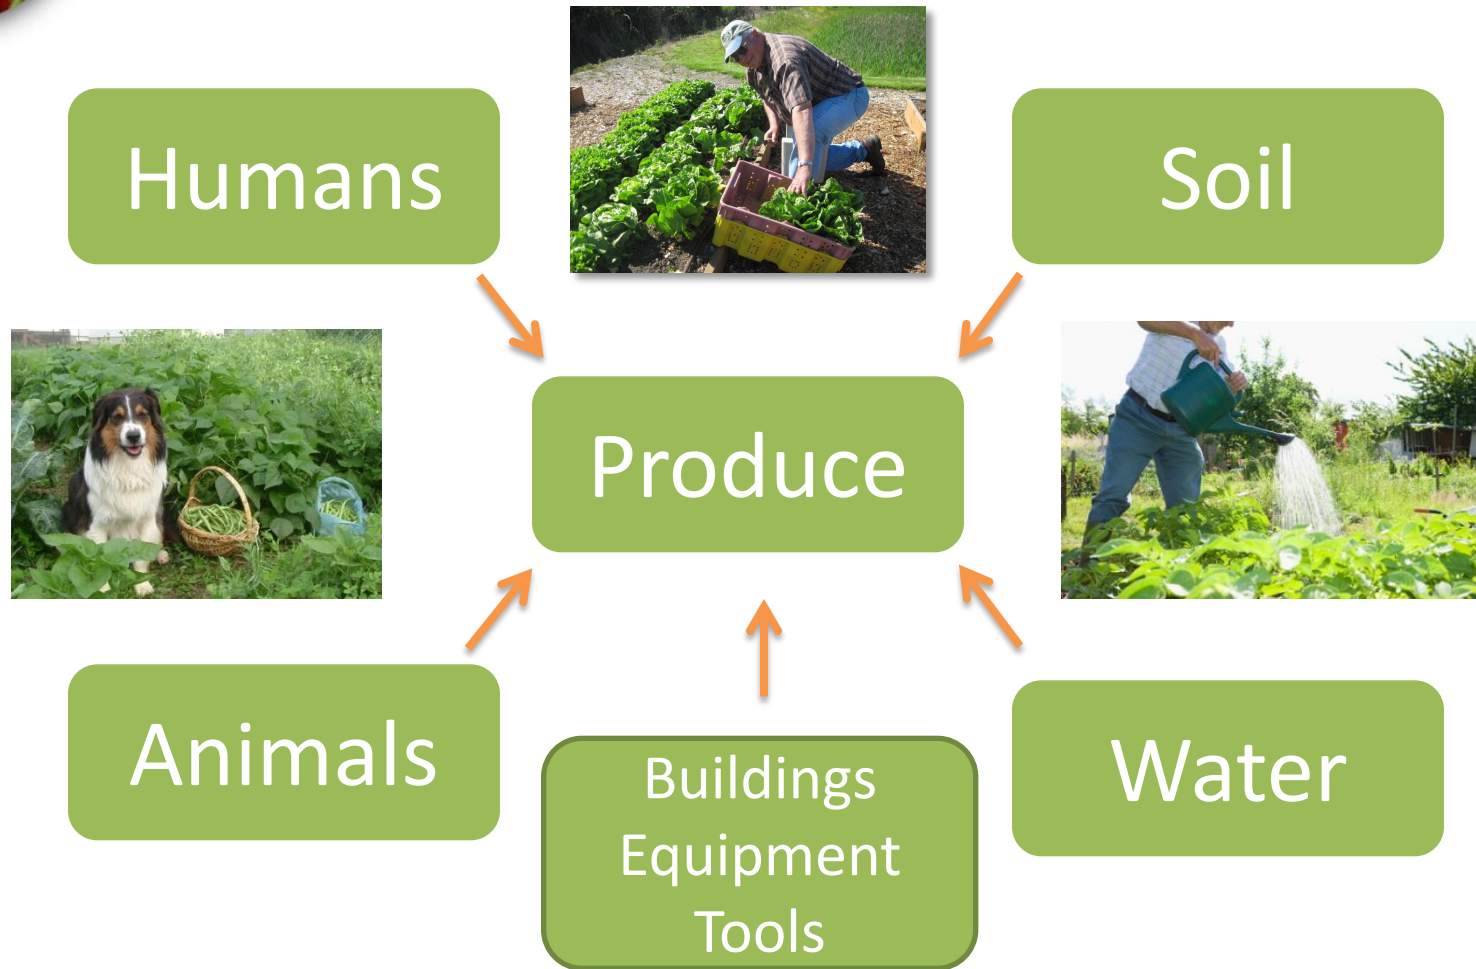 Humans
Soil
Produce
Animals
Buildings
Equipment
Tools
Water